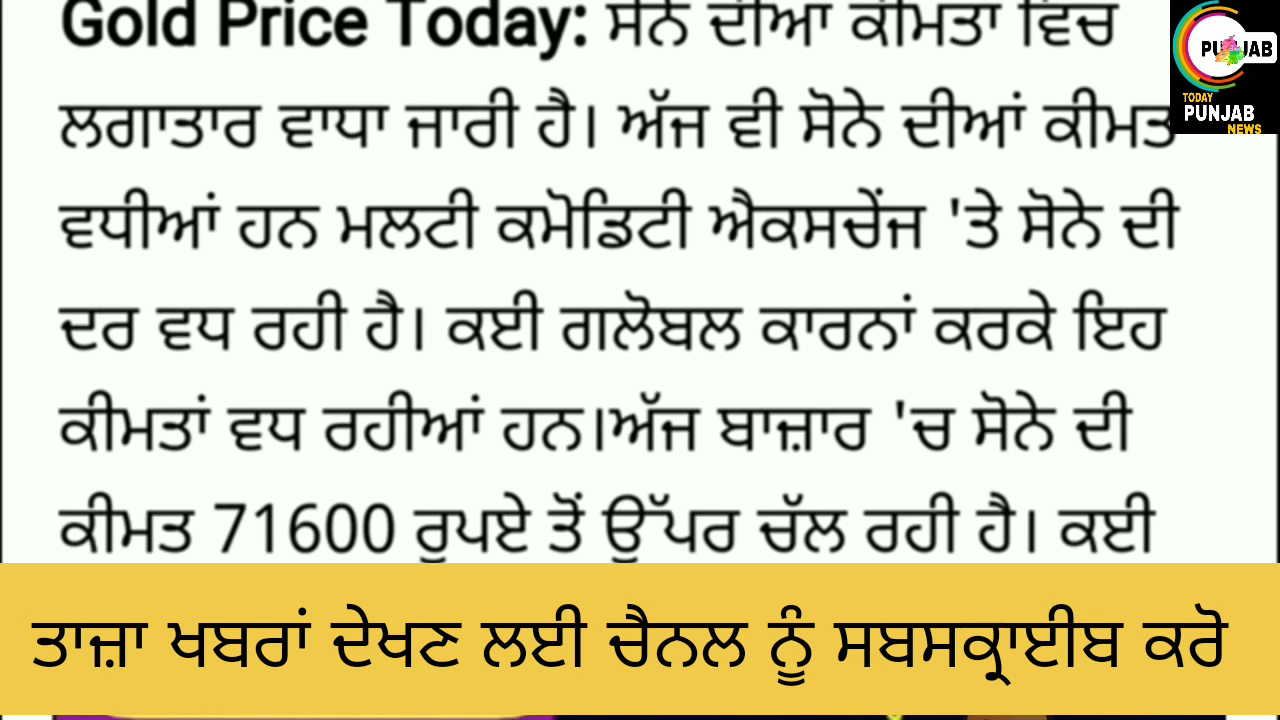 Gold Price Today: ਸੋਨੇ ਦੀਆਂ ਕੀਮਤਾਂ ਵਿੱਚ
ਲਗਾਤਾਰ ਵਾਧਾ ਜਾਰੀ ਹੈ। ਅੱਜ ਵੀ ਸੋਨੇ ਦੀਆਂ ਕੀਮਤ
ਵਧੀਆਂ ਹਨ ਮਲਟੀ ਕਮੋਡਿਟੀ ਐਕਸਚੇਂਜ 'ਤੇ ਸੋਨੇ ਦੀ
ਦਰ ਵਧ ਰਹੀ ਹੈ। ਕਈ ਗਲੋਬਲ ਕਾਰਨਾਂ ਕਰਕੇ ਇਹ
ਕੀਮਤਾਂ ਵਧ ਰਹੀਆਂ ਹਨ।ਅੱਜ ਬਾਜ਼ਾਰ 'ਚ ਸੋਨੇ ਦੀ
ਕੀਮਤ 71600 ਰੁਪਏ ਤੋਂ ਉੱਪਰ ਚੱਲ ਰਹੀ ਹੈ। ਕਈ
ਤਾਜ਼ਾ ਖਬਰਾਂ ਦੇਖਣ ਲਈ ਚੈਨਲ ਨੂੰ ਸਬਸਕ੍ਰਾਈਬ ਕਰੋ
PUNJAB
TODAY
PUNJAB
NEWS